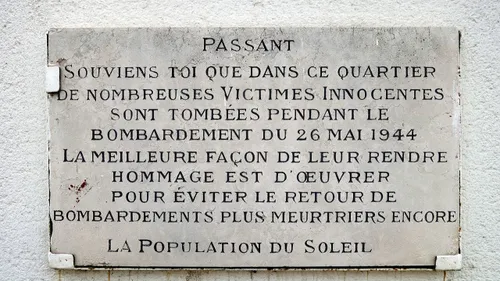 PASSANT
SOUVIENS TOI QUE DANS CE QUARTIER
DE NOMBREUSES VICTIMES INNOCENTES
SONT TOMBÉES PENDANT LE
BOMBARDEMENT DU 26 MAI 1944
LA MEILLEURE FAÇON DE LEUR RENDRE
HOMMAGE EST D'ŒUVRER
POUR ÉVITER LE RETOUR DE
BOMBARDEMENTS PLUS MEURTRIERS ENCORE
LA POPULATION DU SOLEIL